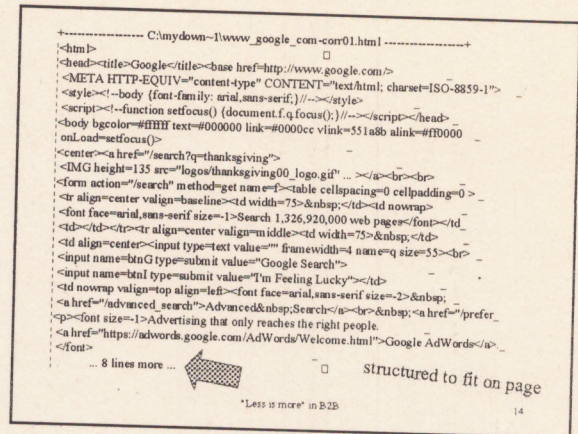 +------------------- C:\mydown~1\www_google_com-corr01.html -------------------+
<html>
<head><title>Google</title><base href=http://www.google.com/>
<META HTTP-EQUIV="content-type" CONTENT="text/html; charset=ISO-8859-1">
<style><!--body {font-family: arial,sans-serif;}//--></style>
<script><!--function setfocus() {document.f.q.focus();}//--></script></head>
<body bgcolor=#ffffff text=#000000 link=#0000cc vlink=551a8b alink=#ff0000
onLoad=setfocus()>
<center><a href="/search?q=thanksgiving">
<IMG height=135 src="logos/thanksgiving00_logo.gif" ... ></a><br><br>
<form action="/search" method=get name=f><table cellspacing=0 cellpadding=0 >
<tr align=center valign=baseline><td width=75>&nbsp;</td><td nowrap>
<font face=arial,sans-serif size=-1>Search 1,326,920,000 web pages</font></td_
<td></td></tr><tr align=center valign=middle><td width=75>&nbsp;</td>
<td align=center><input type=text value="" framewidth=4 name=q size=55><br>
<input name=btnG type=submit value="Google Search">
<input name=btnI type=submit value="I'm Feeling Lucky"></td>
<td nowrap valign=top align=left><font face=arial,sans-serif size=-2>&nbsp;
<a href="/advanced_search">Advanced&nbsp;Search</a><br>&nbsp;<a href="/prefer_
<p><font size=-1>Advertising that only reaches the right people.
<a href="https://adwords.google.com/AdWords/Welcome.html">Google AdWords</a>
</font>
... 8 lines more ...
structured to fit on page
"Less is more" in B2B
14